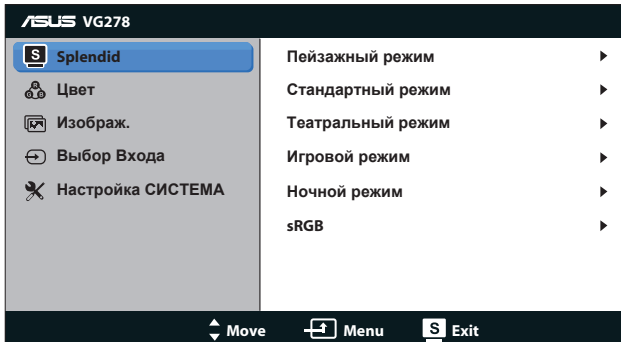 ASUS VG278
S Splendid
Цвет
Изображ.
Выбор Входа
Настройка СИСТЕМА
Пейзажный режим
Стандартный режим
Театральный режим
Игровой режим
Ночной режим
sRGB
Move Menu S Exit